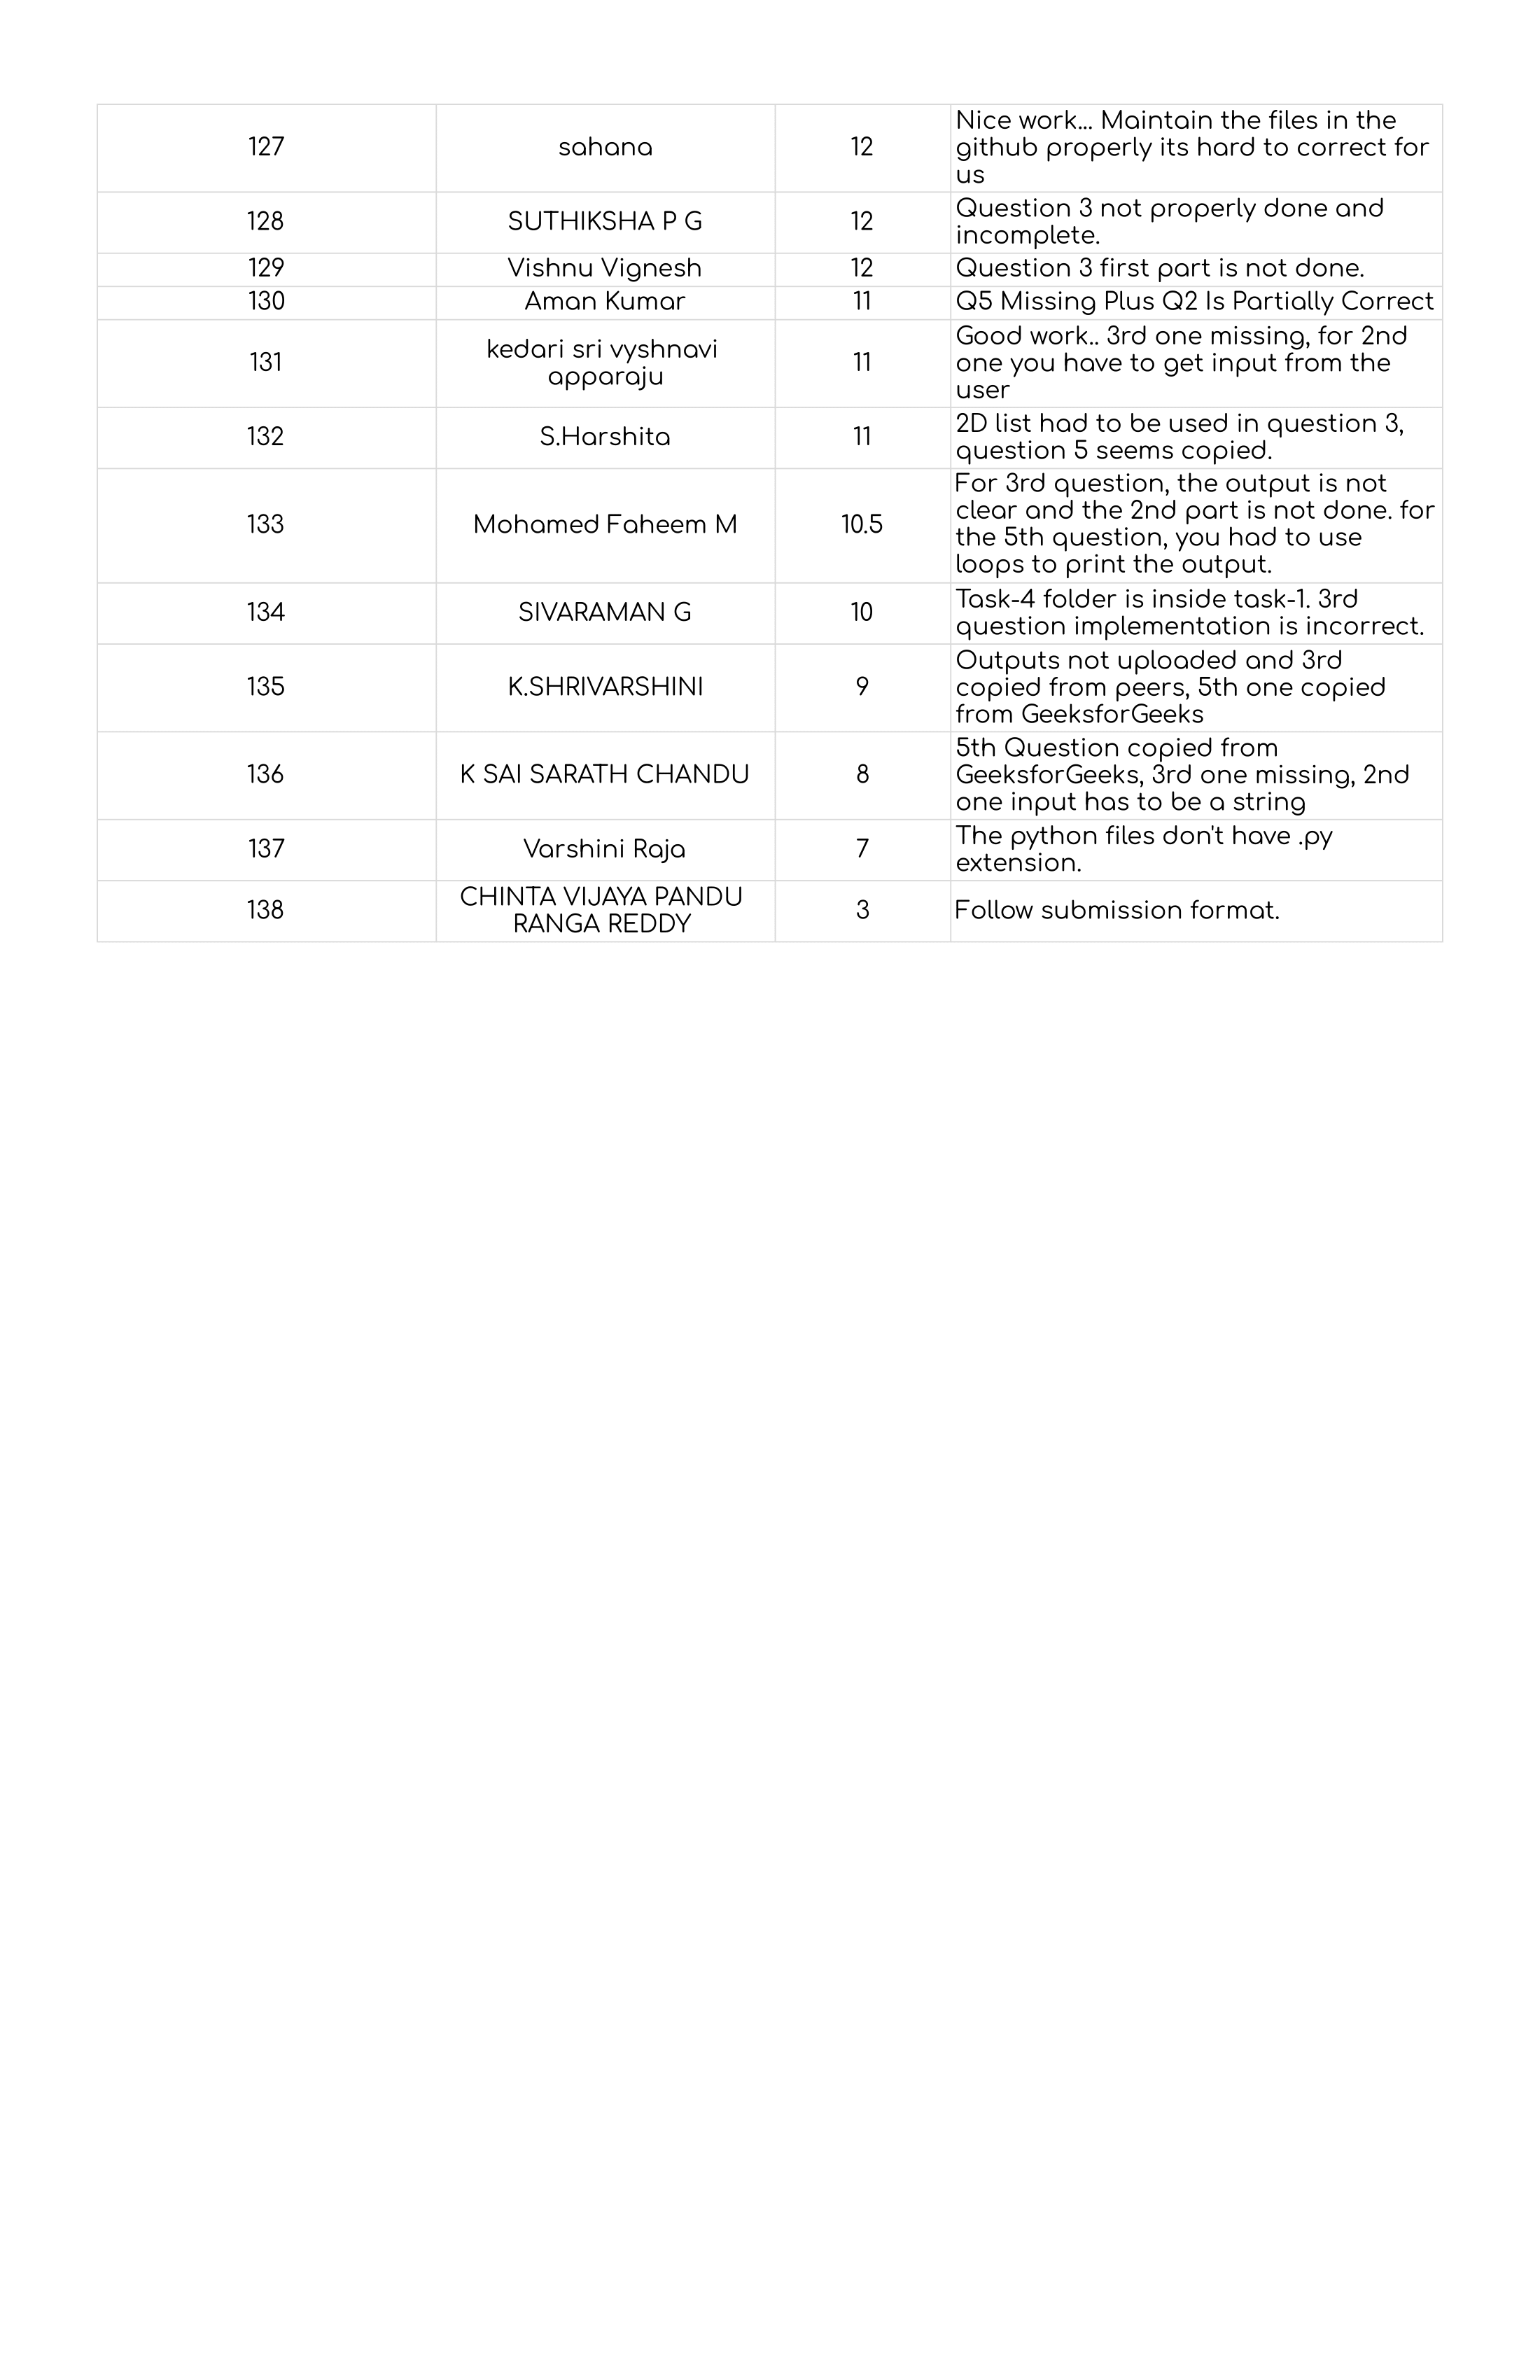 127 sahana 12 Nice work... Maintain the files in the
github properly its hard to correct for
us
128 SUTHIKSHA P G 12 Question 3 not properly done and
incomplete.
129 Vishnu Vignesh 12 Question 3 first part is not done.
130 Aman Kumar 11 Q5 Missing Plus Q2 Is Partially Correct
131 kedari sri vyshnavi
apparaju 11 Good work.. 3rd one missing, for 2nd
one you have to get input from the
user
132 S.Harshita 11 2D list had to be used in question 3,
question 5 seems copied.
133 Mohamed Faheem M 10.5 For 3rd question, the output is not
clear and the 2nd part is not done. for
the 5th question, you had to use
loops to print the output.
134 SIVARAMAN G 10 Task-4 folder is inside task-1. 3rd
question implementation is incorrect.
135 K.SHRIVARSHINI 9 Outputs not uploaded and 3rd
copied from peers, 5th one copied
from GeeksforGeeks
136 K SAI SARATH CHANDU 8 5th Question copied from
GeeksforGeeks, 3rd one missing, 2nd
one input has to be a string
137 Varshini Raja 7 The python files don't have .py
extension.
138 CHINTA VIJAYA PANDU
RANGA REDDY 3 Follow submission format.